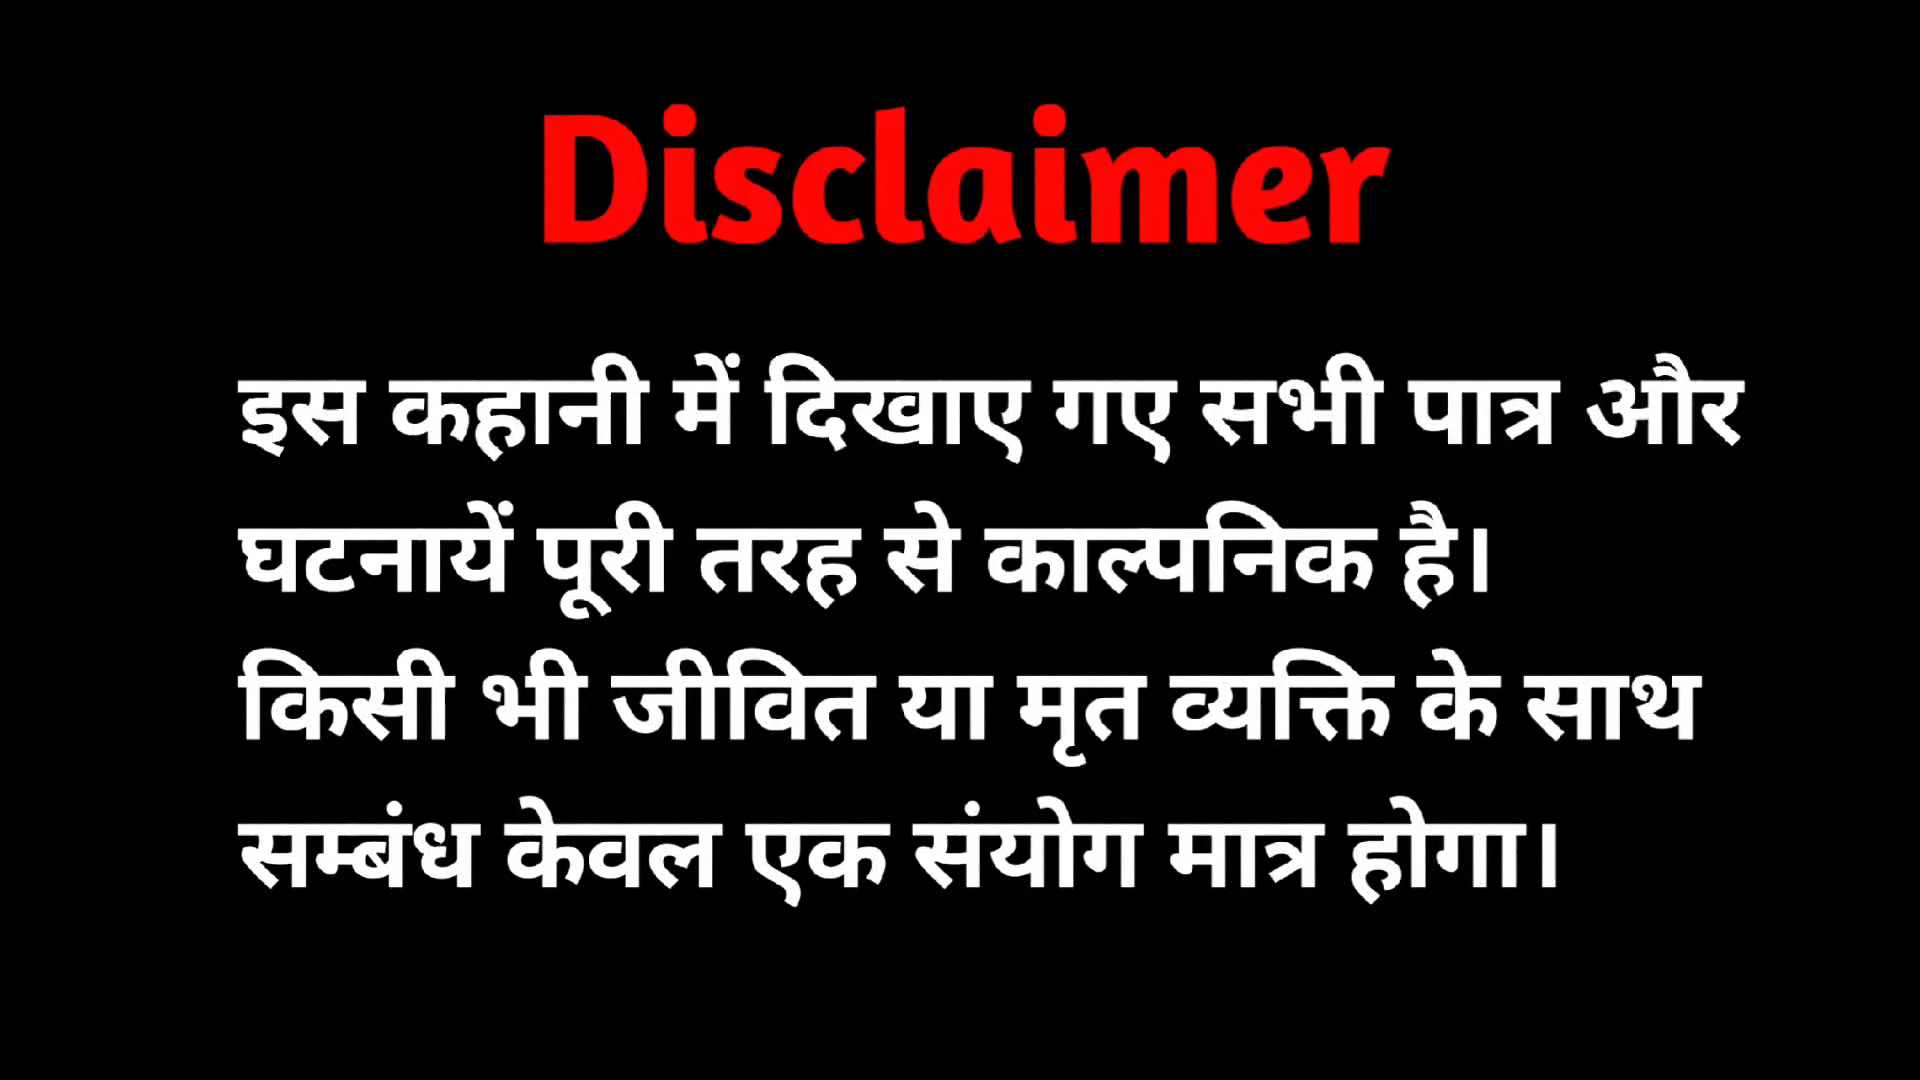 Disclaimer
इस कहानी में दिखाए गए सभी पात्र और
घटनायें पूरी तरह से काल्पनिक है।
किसी भी जीवित या मृत व्यक्ति के साथ
सम्बंध केवल एक संयोग मात्र होगा।